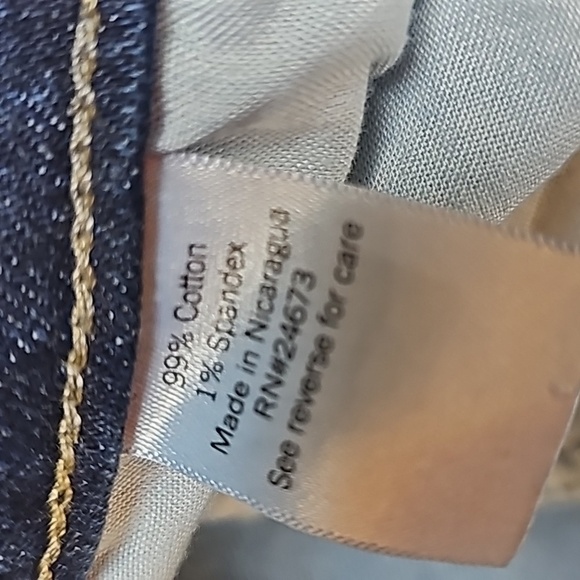 99% Cotton
1% Spandex
Made in Nicaragua
RN#24673
See reverse for care